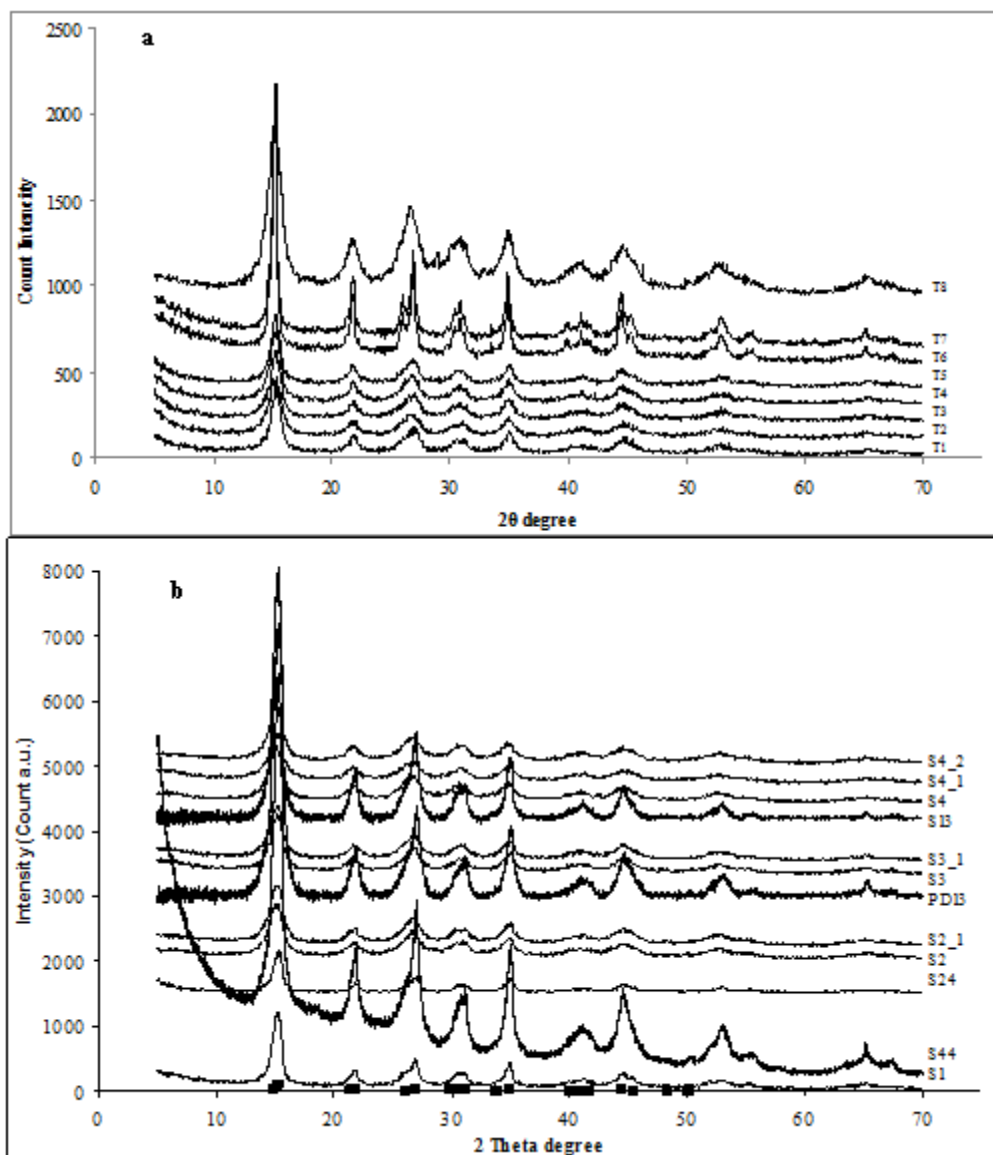 a
2500
2000
1500
1000
500
0
Count Intencity
T8
T7
T6
T5
T4
T3
T2
T1
0 10 20 30 40 50 60 70
2θ degree
b
8000
7000
6000
5000
4000
3000
2000
1000
0
Intensity (Count a.u.)
S4_2
S4_1
S4
S13
S3_1
S3
PD13
S2_1
S2
S24
S44
S1
0 10 20 30 40 50 60 70
2 Theta degree